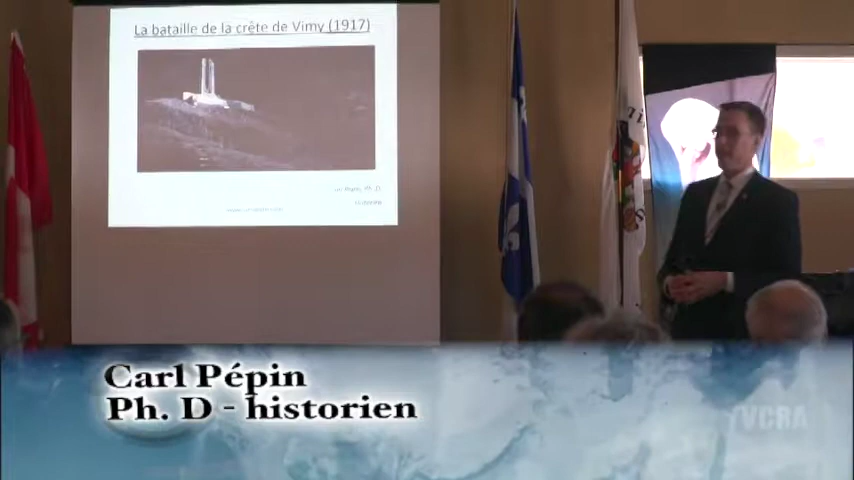 La bataille de la crête de Vimy (1917)
Carl Pépin
Ph. D - historien
TVCRA